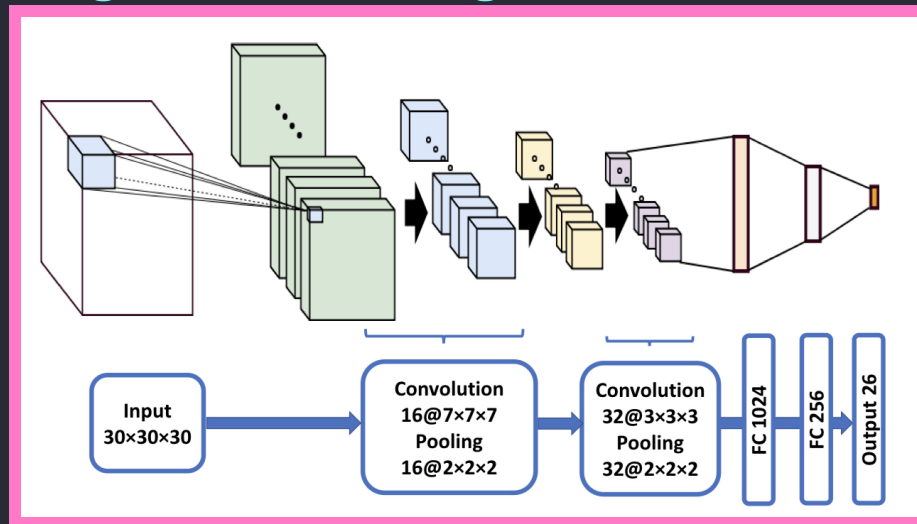 Input
30×30×30
Convolution
16@7×7×7
Pooling
16@2×2×2
Convolution
32@3×3×3
Pooling
32@2×2×2
FC 1024
FC 256
Output 26